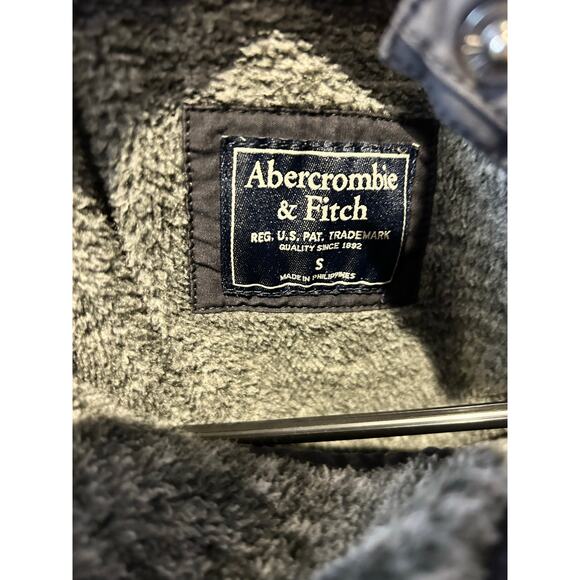 Abercrombie
& Fitch
REG. U.S. PAT. TRADEMARK
QUALITY SINCE 1892
S
MADE IN PHILIPPINES